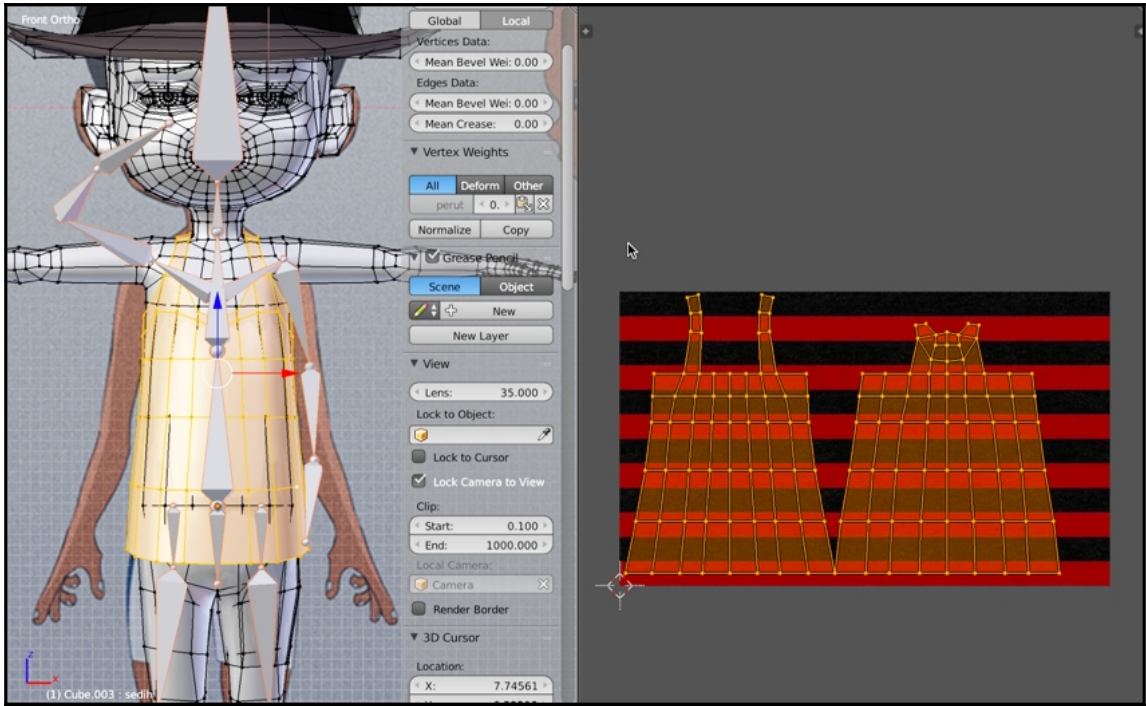 Front Ortho
Global Local
Vertices Data:
Mean Bevel Wei: 0.00
Edges Data:
Mean Bevel Wei: 0.00
Mean Crease: 0.00
Vertex Weights
All Deform Other
perut 0.
Normalize Copy
Grease Pencil
Scene Object
New
New Layer
View
Lens: 35.000
Lock to Object:
Lock to Cursor
Lock Camera to View
Clip:
Start: 0.100
End: 1000.000
Local Camera:
Camera
Render Border
3D Cursor
Location:
X: 7.74561
z
x
(1) Cube.003 : sedih